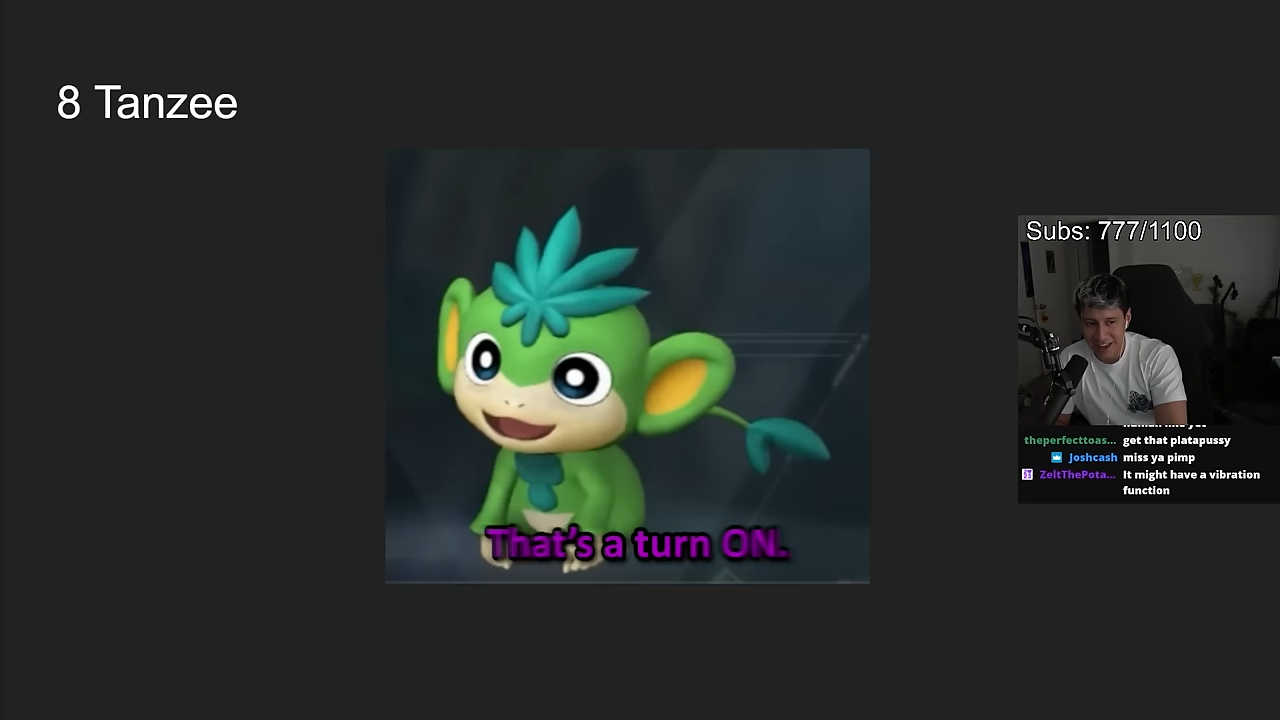 8 Tanzee
That's a turn ON.
Subs: 777/1100
theperfecttoas... get that platapussy
Joshcash miss ya pimp
ZeltThePota... It might have a vibration
function